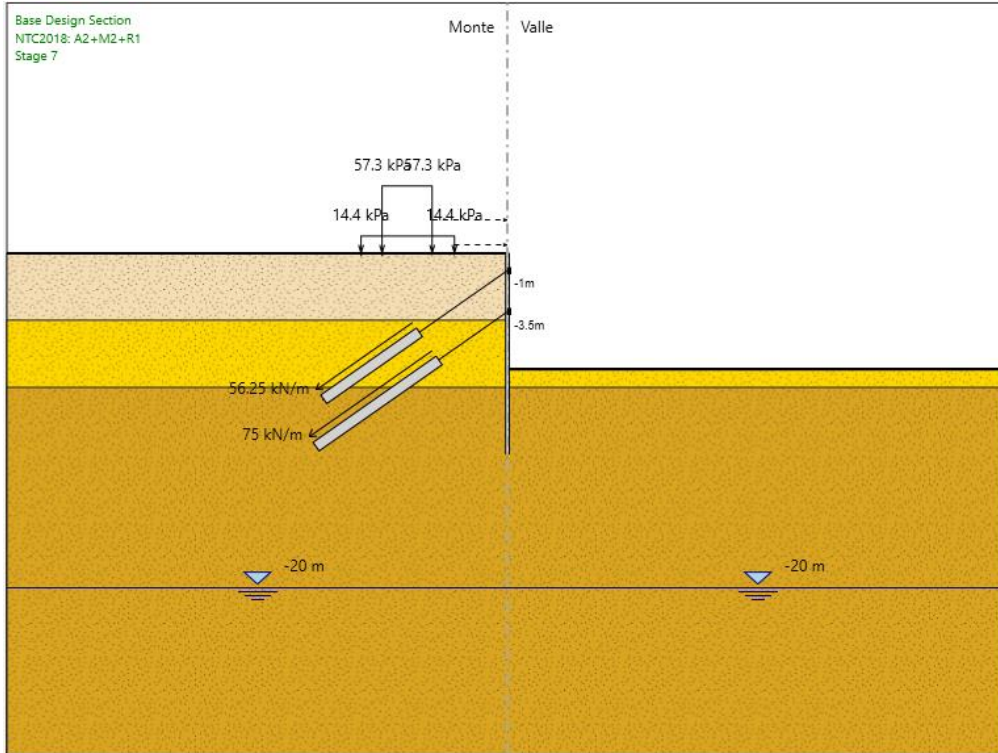 Base Design Section
NTC2018: A2+M2+R1
Stage 7
Monte
Valle
57.3 kPa
57.3 kPa
14.4 kPa
14.4 kPa
-1m
-3.5m
56.25 kN/m
75 kN/m
-20 m
-20 m